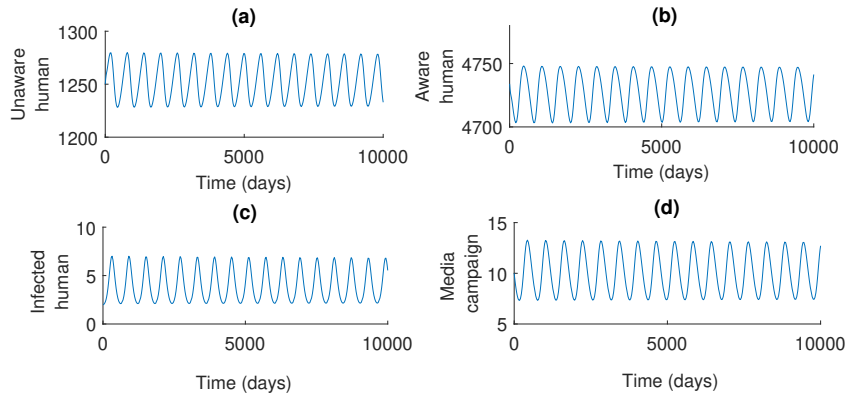 (a)
1300
1250
1200
Unaware
human
0
5000
10000
Time (days)
(b)
4750
4700
Aware
human
0
5000
10000
Time (days)
(c)
10
5
0
Infected
human
0
5000
10000
Time (days)
(d)
15
10
5
Media
campaign
0
5000
10000
Time (days)